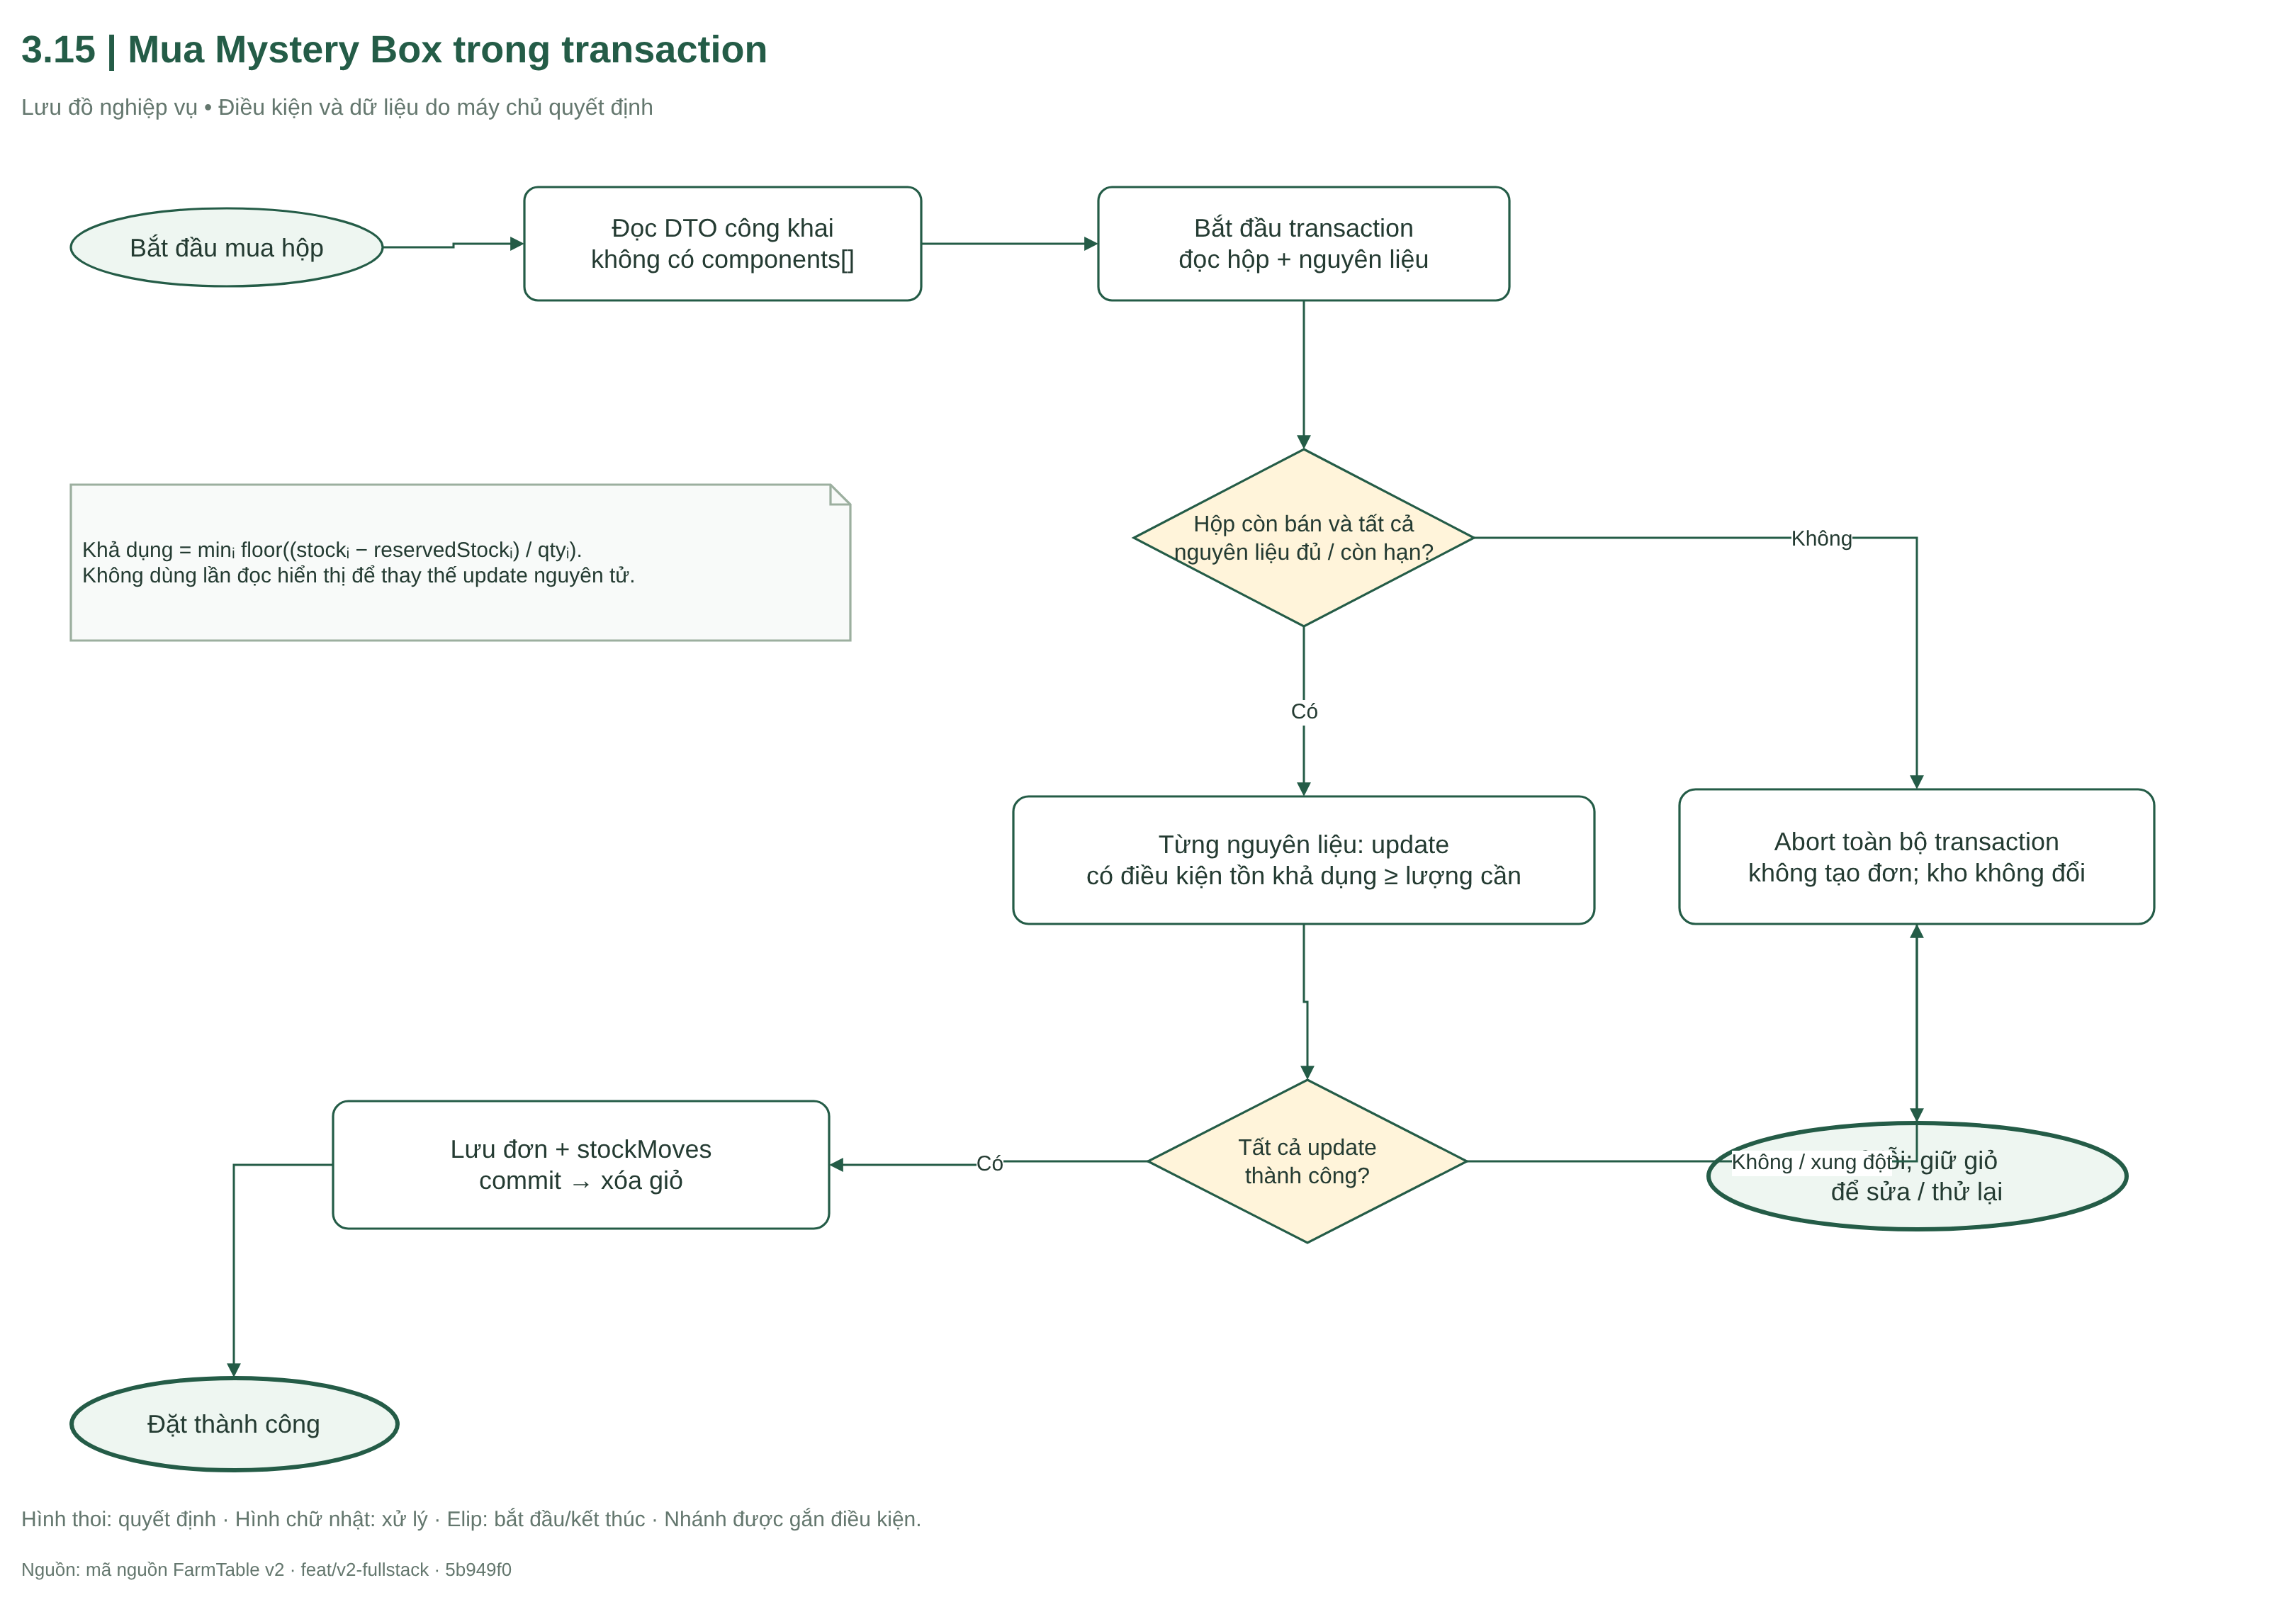 3.15 | Mua Mystery Box trong transaction
Lưu đồ nghiệp vụ • Điều kiện và dữ liệu do máy chủ quyết định
Bắt đầu mua hộp
Đọc DTO công khai
không có components[]
Bắt đầu transaction
đọc hộp + nguyên liệu
Khả dụng = minᵢ floor((stockᵢ − reservedStockᵢ) / qtyᵢ).
Không dùng lần đọc hiển thị để thay thế update nguyên tử.
Hộp còn bán và tất cả
nguyên liệu đủ / còn hạn?
Không
Có
Từng nguyên liệu: update
có điều kiện tồn khả dụng ≥ lượng cần
Abort toàn bộ transaction
không tạo đơn; kho không đổi
Lưu đơn + stockMoves
commit → xóa giỏ
Có
Tất cả update
thành công?
Không / xung đột
giữ giỏ
để sửa / thử lại
Đặt thành công
Hình thoi: quyết định · Hình chữ nhật: xử lý · Elip: bắt đầu/kết thúc · Nhánh được gắn điều kiện.
Nguồn: mã nguồn FarmTable v2 · feat/v2-fullstack · 5b949f0